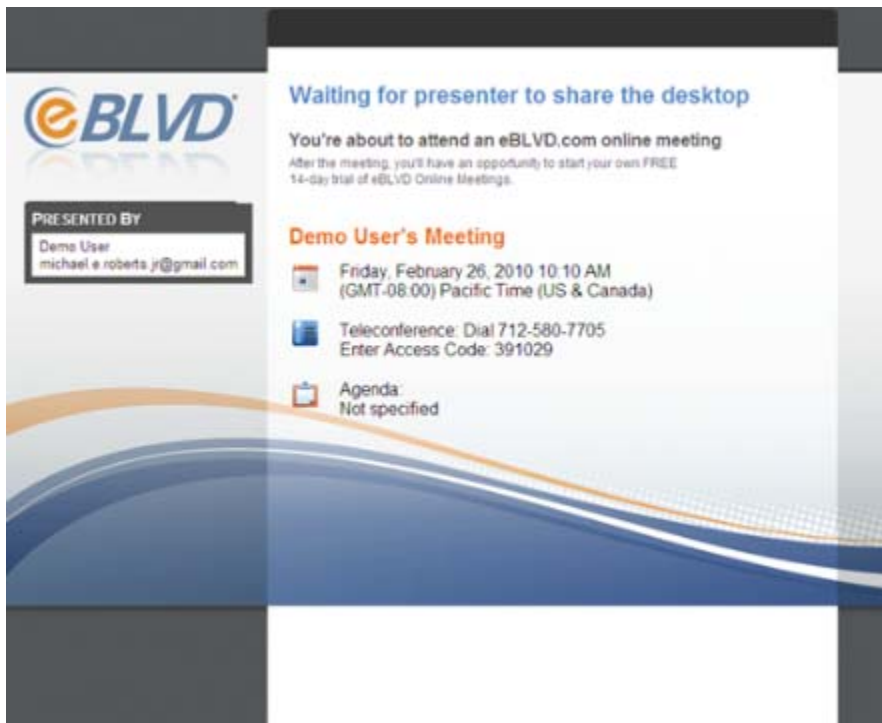 eBLVD
PRESENTED BY
Demo User
michael.e.roberts.jr@gmail.com
Waiting for presenter to share the desktop
You're about to attend an eBLVD.com online meeting
After the meeting, you'll have an opportunity to start your own FREE
14-day trial of eBLVD Online Meetings.
Demo User's Meeting
Friday, February 26, 2010 10:10 AM
(GMT-08:00) Pacific Time (US & Canada)
Teleconference: Dial 712-580-7705
Enter Access Code: 391029
Agenda:
Not specified